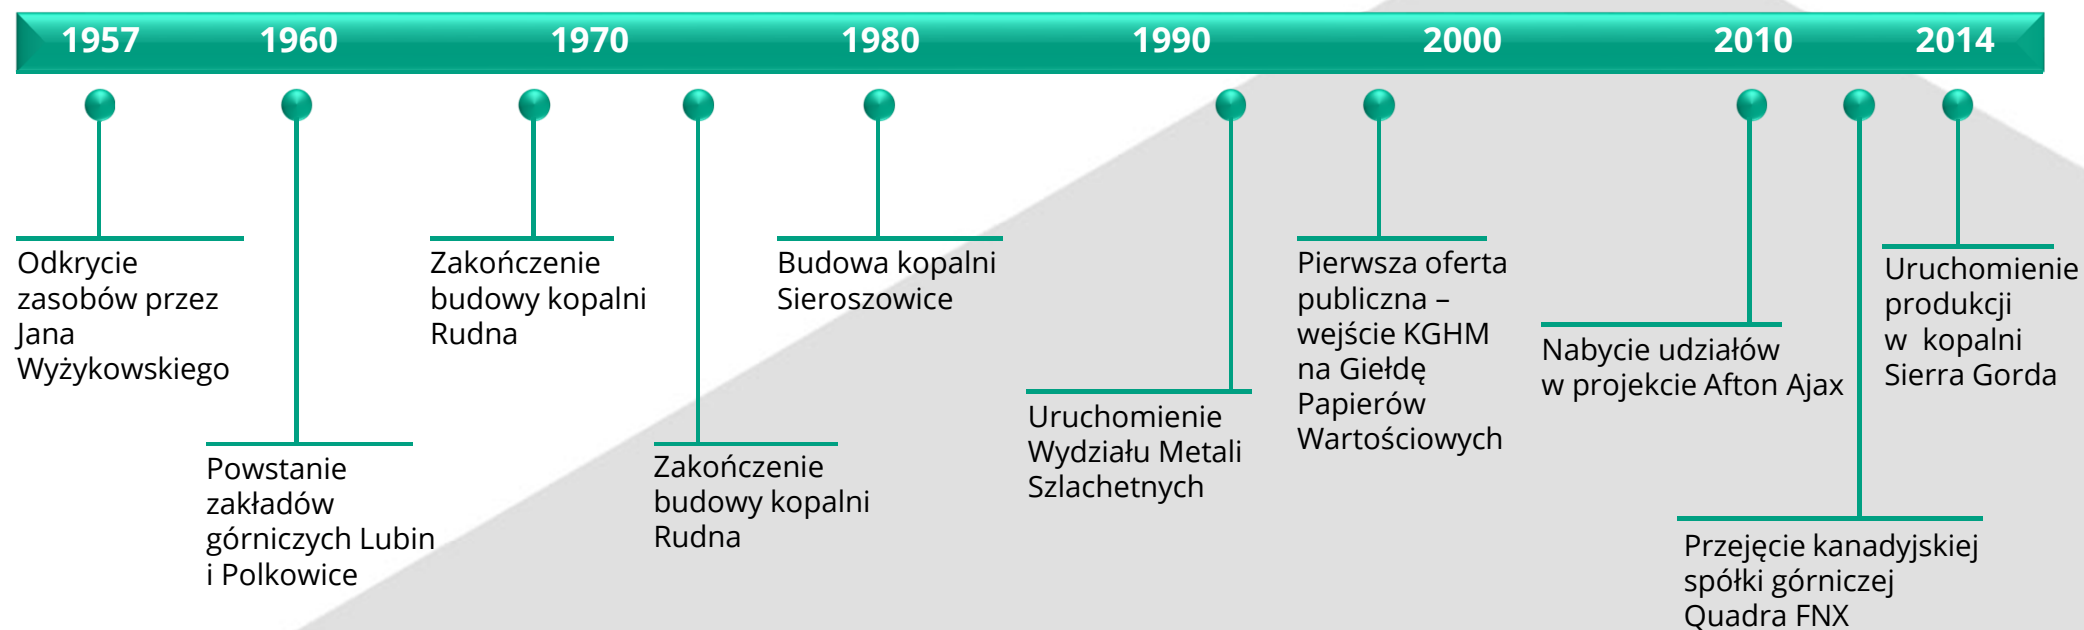 1957 1960 1970 1980 1990 2000 2010 2014
Odkrycie
zasobów przez
Jana
Wyżykowskiego
Powstanie
zakładów
górniczych Lubin
i Polkowice
Zakończenie
budowy kopalni
Rudna
Zakończenie
budowy kopalni
Rudna
Budowa kopalni
Sieroszowice
Uruchomienie
Wydziału Metali
Szlachetnych
Pierwsza oferta
publiczna –
wejście KGHM
na Giełdę
Papierów
Wartościowych
Nabycie udziałów
w projekcie Afton Ajax
Przejęcie kanadyjskiej
spółki górniczej
Quadra FNX
Uruchomienie
produkcji
w kopalni
Sierra Gorda